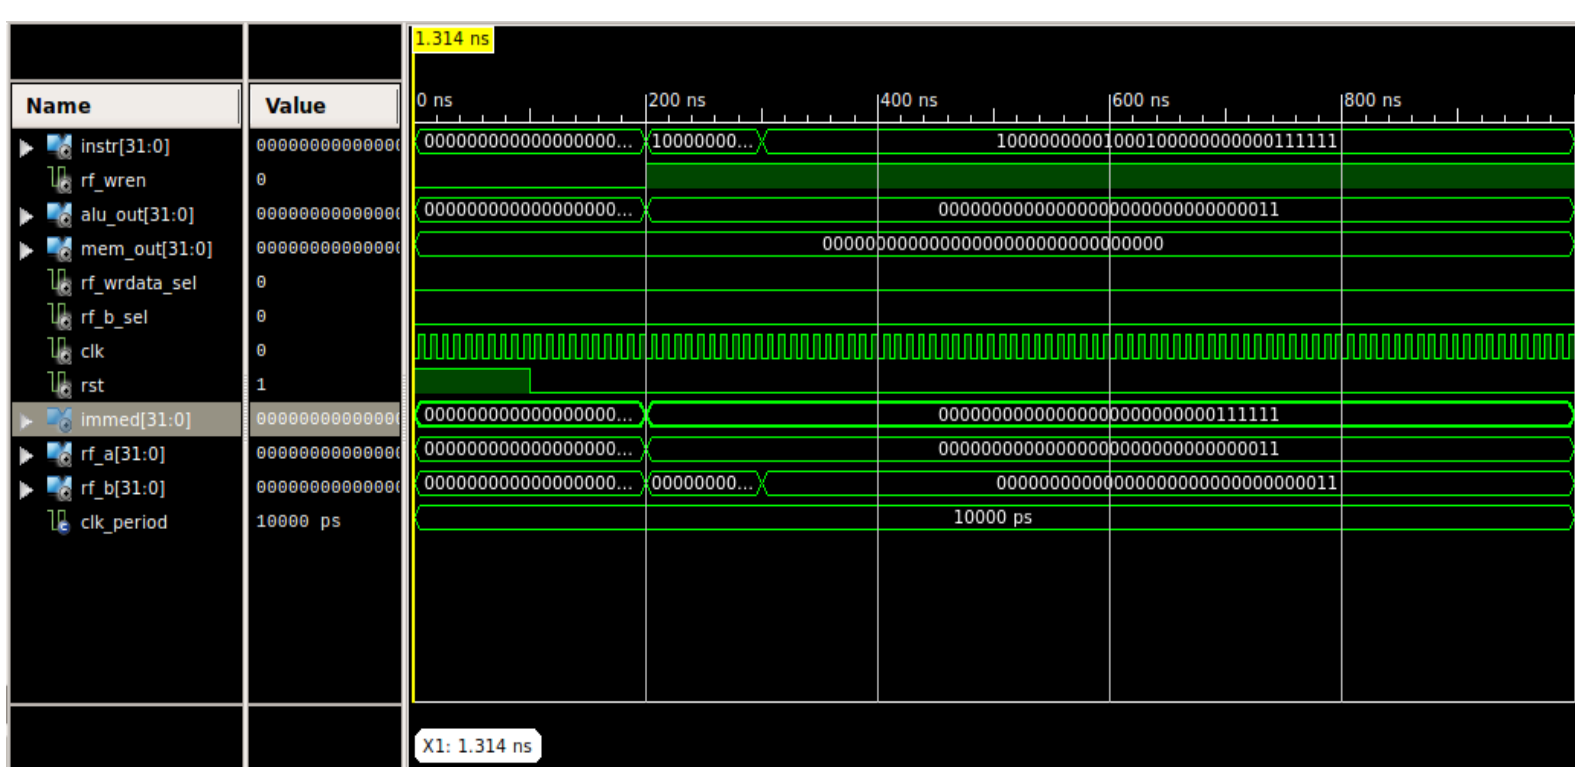 1.314 ns
Name Value 0 ns 200 ns 400 ns 600 ns 800 ns
instr[31:0] 0000000000000 000000000000000000... 10000000... 10000000001000100000000000111111
rf_wren 0
alu_out[31:0] 0000000000000 000000000000000000... 00000000000000000000000000000011
mem_out[31:0] 0000000000000 00000000000000000000000000000000
rf_wrdata_sel 0
rf_b_sel 0
clk 0
rst 1
immed[31:0] 0000000000000 000000000000000000... 00000000000000000000000000111111
rf_a[31:0] 0000000000000 000000000000000000... 00000000000000000000000000000011
rf_b[31:0] 0000000000000 000000000000000000... 00000000... 00000000000000000000000000000011
clk_period 10000 ps 10000 ps
X1: 1.314 ns